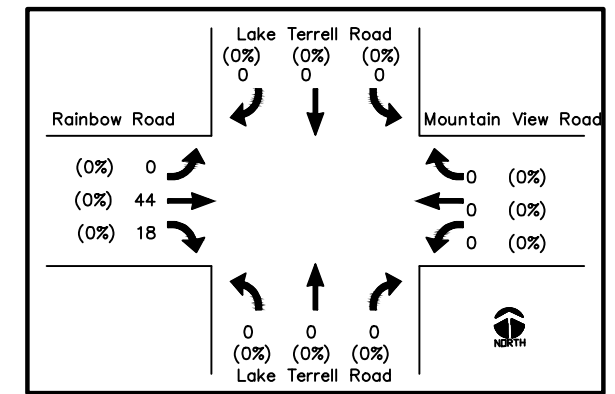 Lake Terrell Road
(0%) (0%) (0%)
0 0 0
Rainbow Road
Mountain View Road
(0%) 0
(0%) 44
(0%) 18
0 (0%)
0 (0%)
0 (0%)
0 0 0
(0%) (0%) (0%)
Lake Terrell Road
NORTH